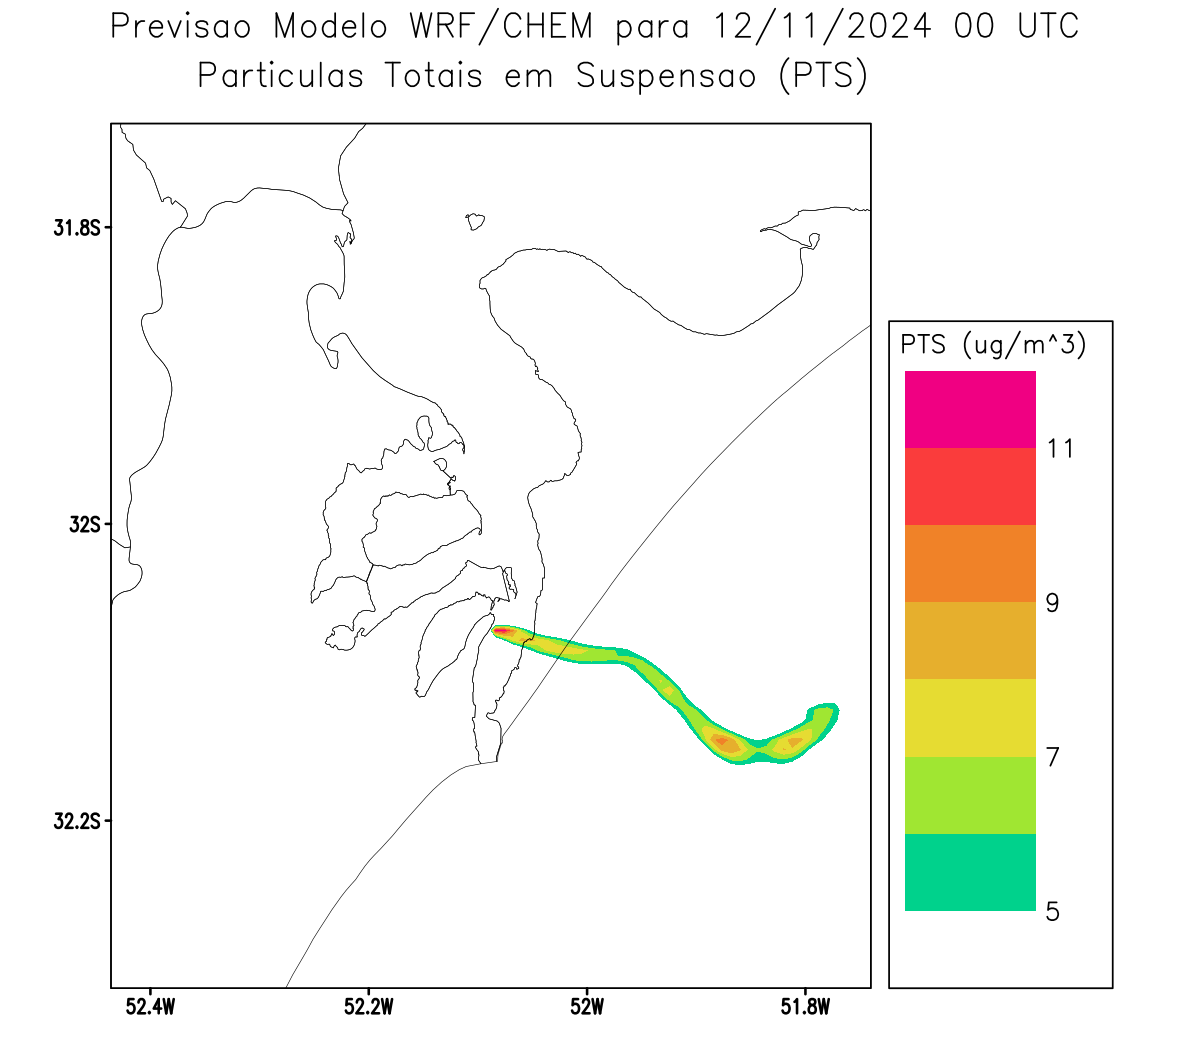 Previsao Modelo WRF/CHEM para 12/11/2024 00 UTC
Particulas Totais em Suspensao (PTS)
31.8S
32S
32.2S
52.4W
52.2W
52W
51.8W
PTS (ug/m^3)
11
9
7
5